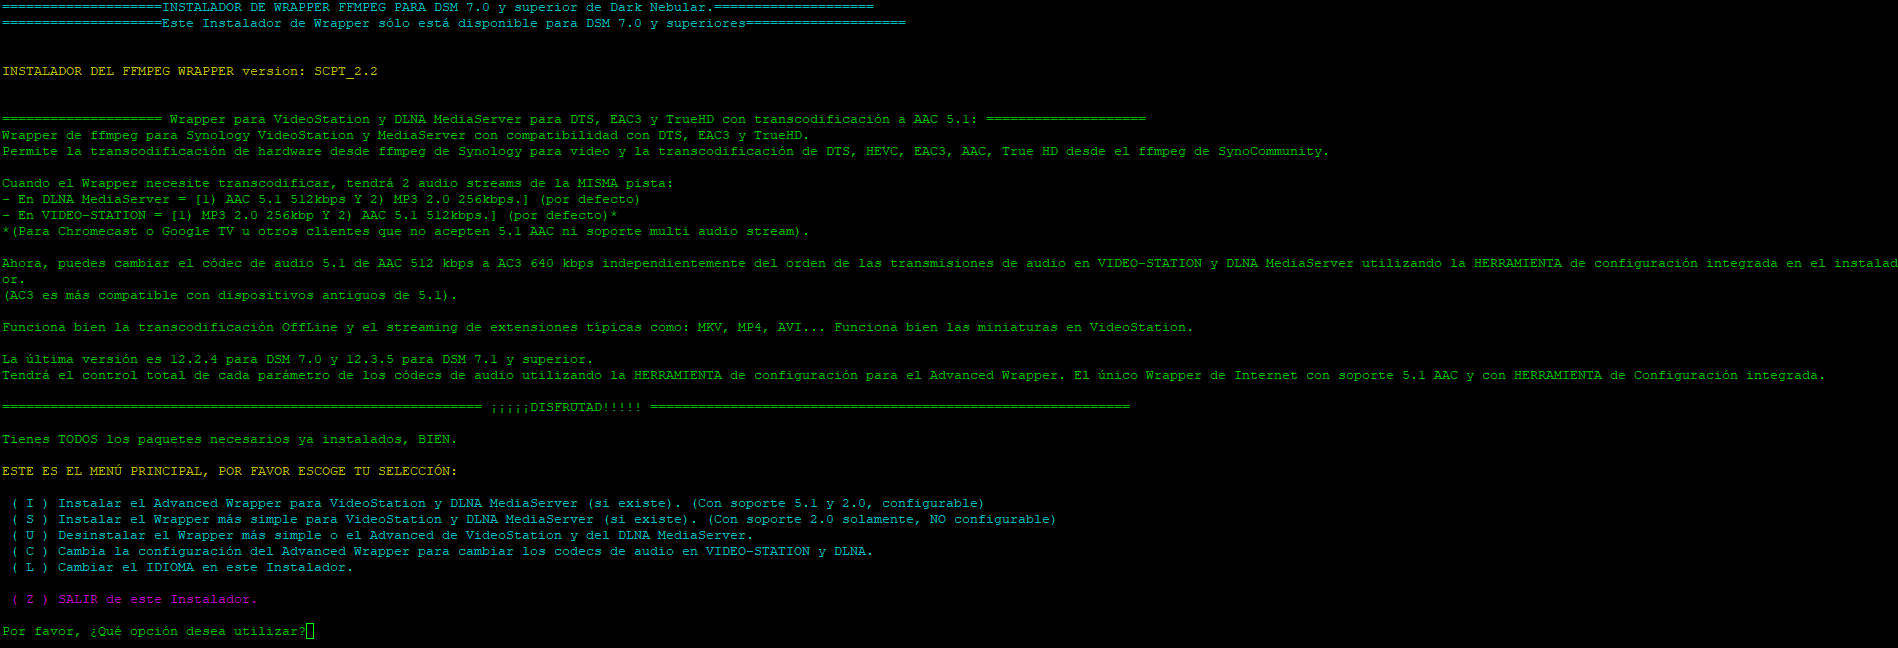 ====================INSTALADOR DE WRAPPER FFMPEG PARA DSM 7.0 y superior de Dark Nebular.====================
====================Este Instalador de Wrapper sólo está disponible para DSM 7.0 y superiores====================
INSTALADOR DEL FFMPEG WRAPPER version: SCPT_2.2
==================== Wrapper para VideoStation y DLNA MediaServer para DTS, EAC3 y TrueHD con transcodificación a AAC 5.1: ====================
Wrapper de ffmpeg para Synology VideoStation y MediaServer con compatibilidad con DTS, EAC3 y TrueHD.
Permite la transcodificación de hardware desde ffmpeg de Synology para video y la transcodificación de DTS, HEVC, EAC3, AAC, True HD desde el ffmpeg de SynoCommunity.
Cuando el Wrapper necesite transcodificar, tendrá 2 audio streams de la MISMA pista:
- En DLNA MediaServer = [1) AAC 5.1 512kbps Y 2) MP3 2.0 256kbps.] (por defecto)
- En VIDEO-STATION = [1) MP3 2.0 256kbp Y 2) AAC 5.1 512kbps.] (por defecto)*
*(Para Chromecast o Google TV u otros clientes que no acepten 5.1 AAC ni soporte multi audio stream).
Ahora, puedes cambiar el códec de audio 5.1 de AAC 512 kbps a AC3 640 kbps independientemente del orden de las transmisiones de audio en VIDEO-STATION y DLNA MediaServer utilizando la HERRAMIENTA de configuración integrada en el instalad
or.
(AC3 es más compatible con dispositivos antiguos de 5.1).
Funciona bien la transcodificación OffLine y el streaming de extensiones típicas como: MKV, MP4, AVI... Funciona bien las miniaturas en VideoStation.
La última versión es 12.2.4 para DSM 7.0 y 12.3.5 para DSM 7.1 y superior.
Tendrá el control total de cada parámetro de los códecs de audio utilizando la HERRAMIENTA de configuración para el Advanced Wrapper. El único Wrapper de Internet con soporte 5.1 AAC y con HERRAMIENTA de Configuración integrada.
============================================================ ¡¡¡¡¡DISFRUTAD!!!!! ============================================================
Tienes TODOS los paquetes necesarios ya instalados, BIEN.
ESTE ES EL MENÚ PRINCIPAL, POR FAVOR ESCOGE TU SELECCIÓN:
( I ) Instalar el Advanced Wrapper para VideoStation y DLNA MediaServer (si existe). (Con soporte 5.1 y 2.0, configurable)
( S ) Instalar el Wrapper más simple para VideoStation y DLNA MediaServer (si existe). (Con soporte 2.0 solamente, NO configurable)
( U ) Desinstalar el Wrapper más simple o el Advanced de VideoStation y del DLNA MediaServer.
( C ) Cambia la configuración del Advanced Wrapper para cambiar los codecs de audio en VIDEO-STATION y DLNA.
( L ) Cambiar el IDIOMA en este Instalador.
( Z ) SALIR de este Instalador.
Por favor, ¿Qué opción desea utilizar?